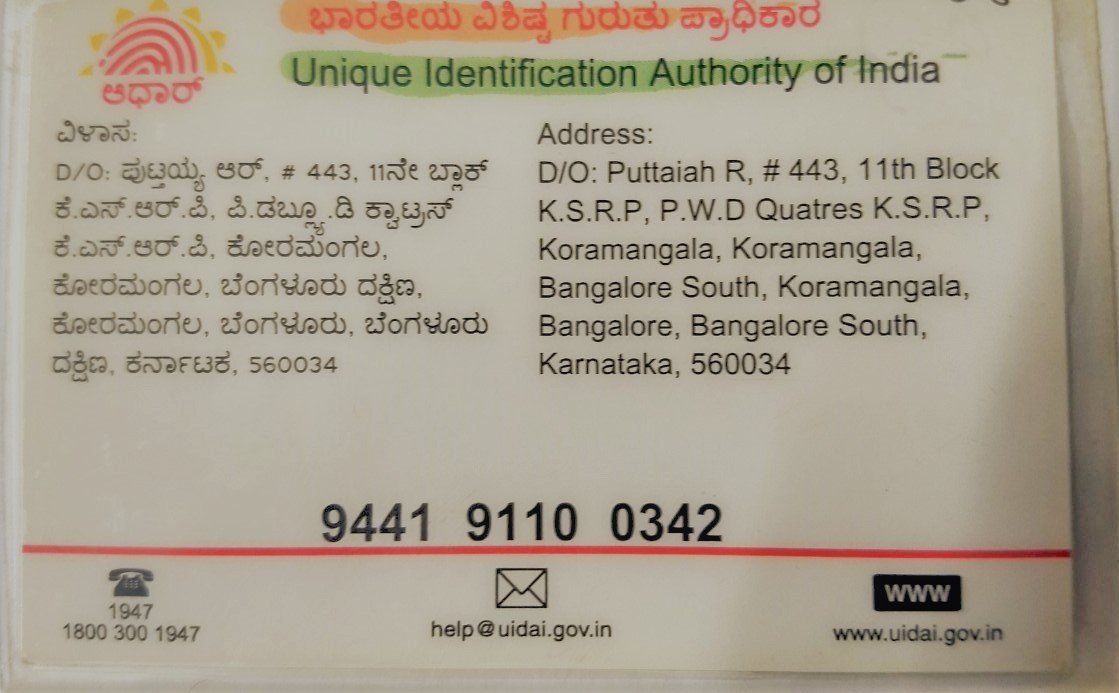 ಭಾರತೀಯ ವಿಶಿಷ್ಟ ಗುರುತು ಪ್ರಾಧಿಕಾರ
Unique Identification Authority of India
ಆಧಾರ್
ವಿಳಾಸ:
D/O: ಪುಟ್ತಯ್ಯ ಆರ್, # 443, 11ನೇ ಬ್ಲಾಕ್
ಕೆ.ಎಸ್.ಆರ್.ಪಿ, ಪಿ.ಡಬ್ಲ್ಯೂ.ಡಿ ಕ್ವಾಟ್ರಸ್
ಕೆ.ಎಸ್.ಆರ್.ಪಿ, ಕೋರಮಂಗಲ,
ಕೋರಮಂಗಲ, ಬೆಂಗಳೂರು ದಕ್ಷಿಣ,
ಕೋರಮಂಗಲ, ಬೆಂಗಳೂರು, ಬೆಂಗಳೂರು
ದಕ್ಷಿಣ, ಕರ್ನಾಟಕ, 560034
Address:
D/O: Puttaiah R, # 443, 11th Block
K.S.R.P, P.W.D Quatres K.S.R.P,
Koramangala, Koramangala,
Bangalore South, Koramangala,
Bangalore, Bangalore South,
Karnataka, 560034
9441 9110 0342
1947
1800 300 1947
help@uidai.gov.in
www
www.uidai.gov.in